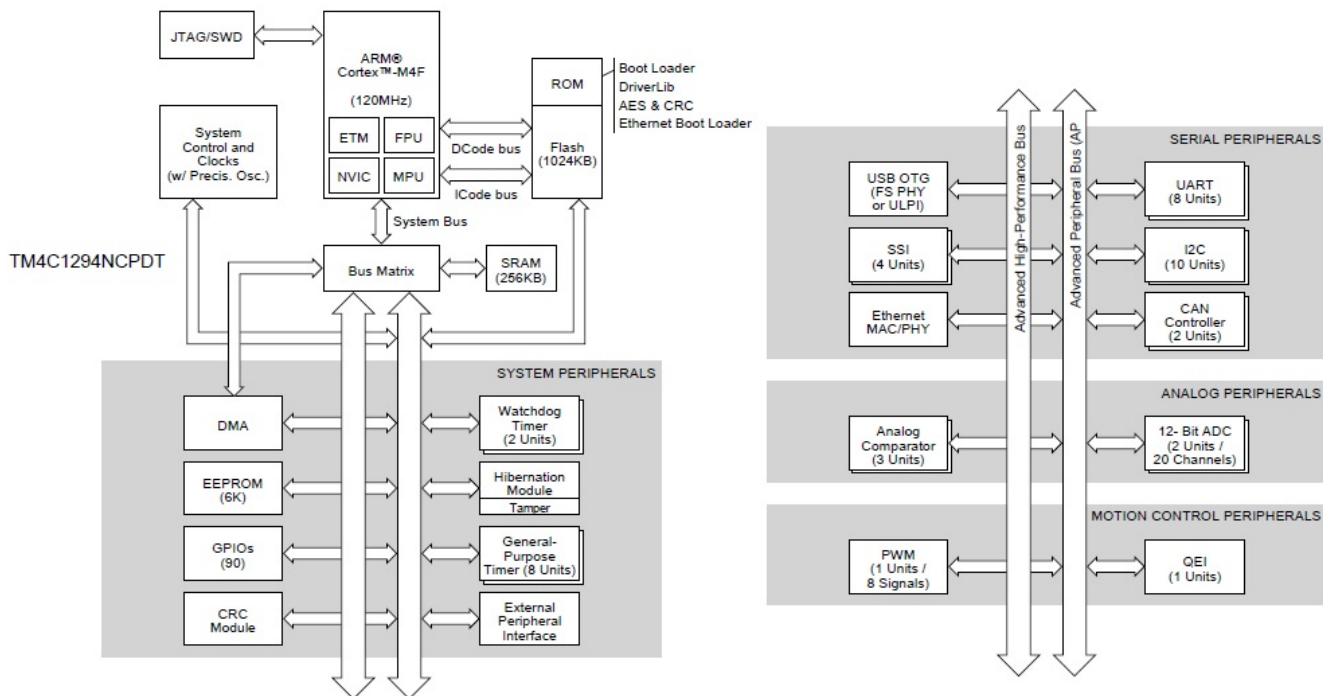 JTAG/SWD
ARM®
Cortex™-M4F
(120MHz)
ETM
FPU
NVIC
MPU
ROM
Flash
(1024KB)
Boot Loader
DriverLib
AES & CRC
Ethernet Boot Loader
DCode bus
ICode bus
System
Control and
Clocks
(w/ Precis. Osc.)
System Bus
TM4C1294NCPDT
Bus Matrix
SRAM
(256KB)
SYSTEM PERIPHERALS
DMA
Watchdog
Timer
(2 Units)
EEPROM
(6K)
Hibernation
Module
Tamper
GPIOs
(90)
General-
Purpose
Timer (8 Units)
CRC
Module
External
Peripheral
Interface
Advanced High-Performance Bus
Advanced Peripheral Bus (AP
SERIAL PERIPHERALS
USB OTG
(FS PHY
or ULPI)
UART
(8 Units)
SSI
(4 Units)
I2C
(10 Units)
Ethernet
MAC/PHY
CAN
Controller
(2 Units)
ANALOG PERIPHERALS
Analog
Comparator
(3 Units)
12- Bit ADC
(2 Units /
20 Channels)
MOTION CONTROL PERIPHERALS
PWM
(1 Units /
8 Signals)
QEI
(1 Units)